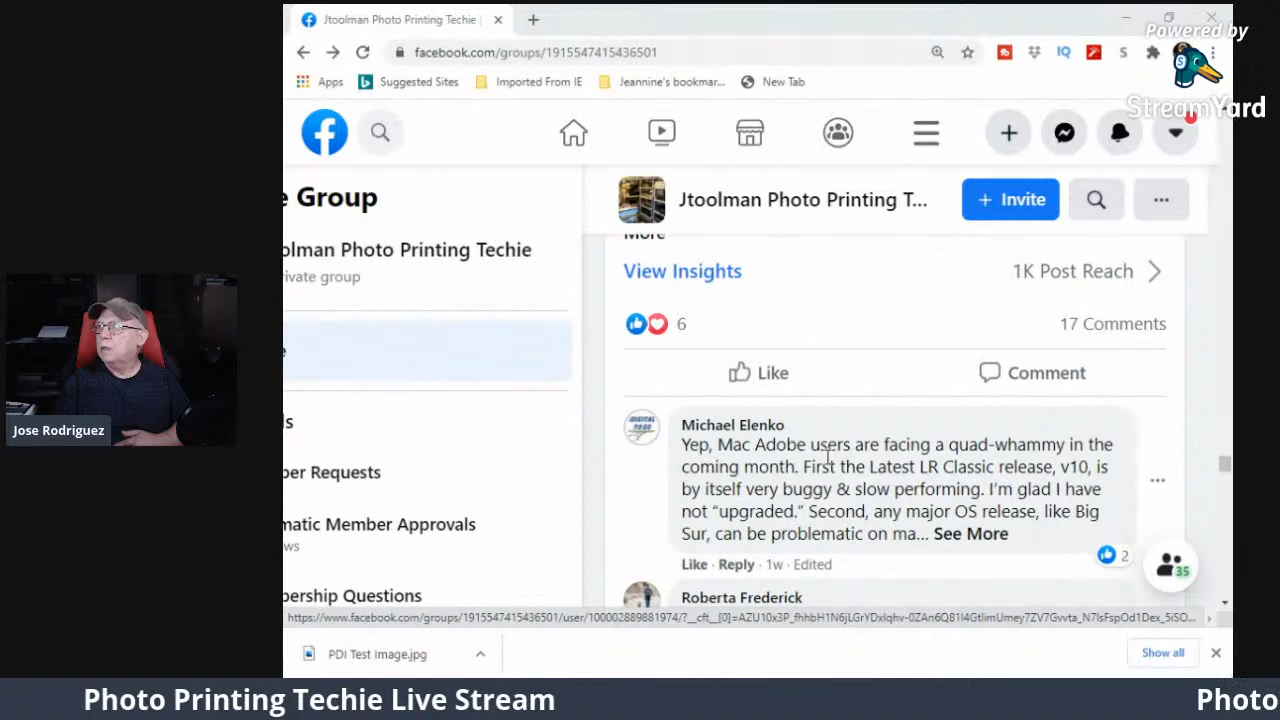 Jtoolman Photo Printing Techie |
Powered by
StreamYard
facebook.com/groups/1915547415436501
IQ
S
Apps
Suggested Sites
Imported From IE
Jeannine's bookmar...
New Tab
e Group
olman Photo Printing Techie
rivate group
e
ls
ber Requests
matic Member Approvals
ews
bership Questions
Jtoolman Photo Printing T...
+ Invite
More
View Insights
1K Post Reach
6
17 Comments
Like
Comment
Michael Elenko
Yep, Mac Adobe users are facing a quad-whammy in the
coming month. First the Latest LR Classic release, v10, is
by itself very buggy & slow performing. I'm glad I have
not “upgraded.” Second, any major OS release, like Big
Sur, can be problematic on ma... See More
2
Like · Reply · 1w · Edited
35
Roberta Frederick
PDI Test Image.jpg
Show all
Jose Rodriguez
Photo Printing Techie Live Stream
Photo